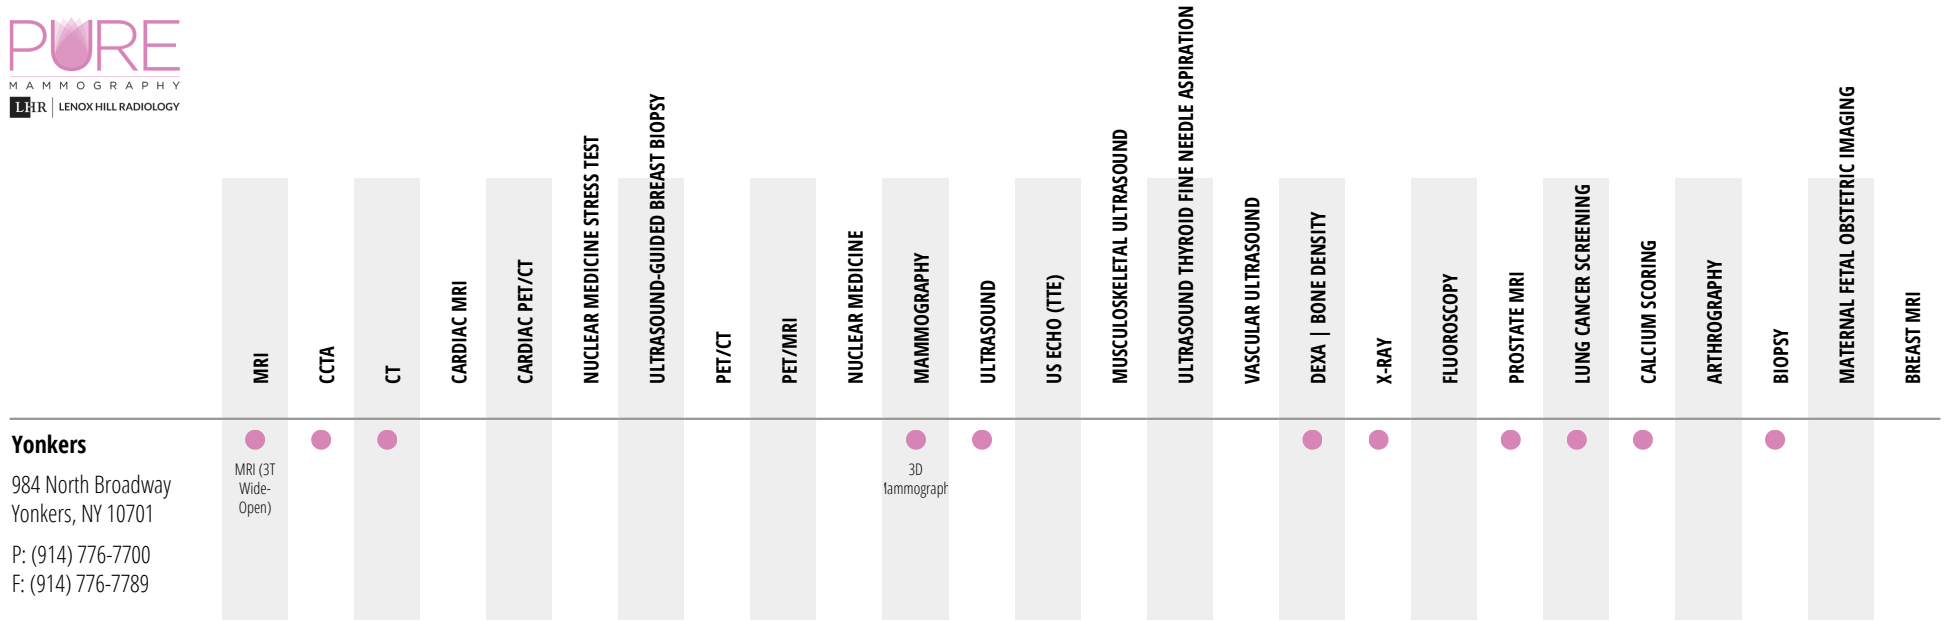 PURE
MAMMOGRAPHY
LHR LENOX HILL RADIOLOGY
MRI
CCTA
CT
CARDIAC MRI
CARDIAC PET/CT
NUCLEAR MEDICINE STRESS TEST
ULTRASOUND-GUIDED BREAST BIOPSY
PET/CT
PET/MRI
NUCLEAR MEDICINE
MAMMOGRAPHY
ULTRASOUND
US ECHO (TTE)
MUSCULOSKELETAL ULTRASOUND
ULTRASOUND THYROID FINE NEEDLE ASPIRATION
VASCULAR ULTRASOUND
DEXA | BONE DENSITY
X-RAY
FLUOROSCOPY
PROSTATE MRI
LUNG CANCER SCREENING
CALCIUM SCORING
ARTHROGRAPHY
BIOPSY
MATERNAL FETAL OBSTETRIC IMAGING
BREAST MRI
Yonkers
984 North Broadway
Yonkers, NY 10701
P: (914) 776-7700
F: (914) 776-7789
MRI (3T
Wide-
Open)
3D
Mammograph